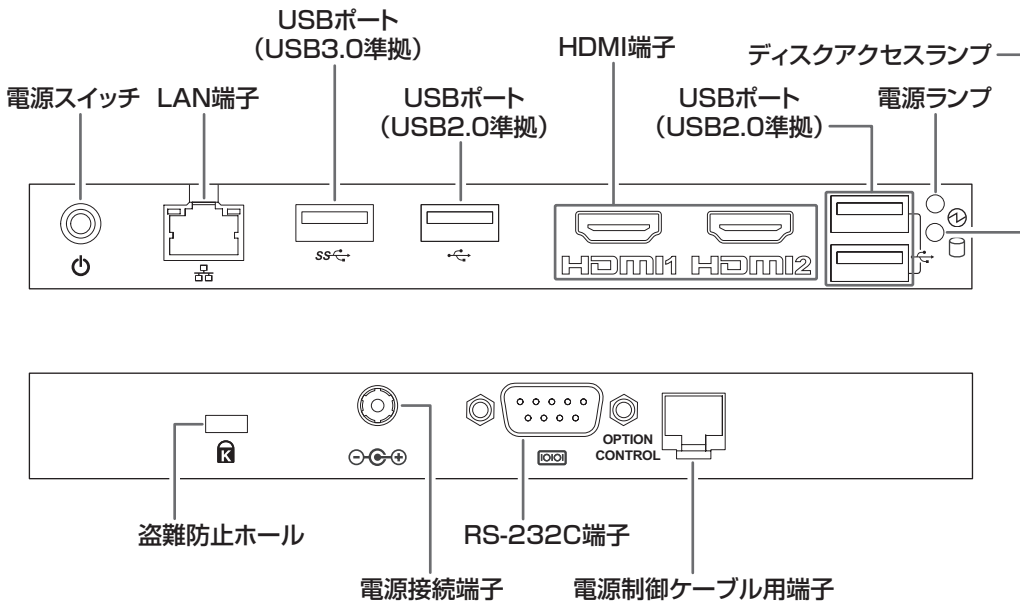 USBポート
（USB3.0準拠）
HDMI端子
ディスクアクセスランプ
電源スイッチ
LAN端子
USBポート
（USB2.0準拠）
USBポート
（USB2.0準拠）
電源ランプ
SS
HDMI1
HDMI2
K
IOIOI
OPTION
CONTROL
盗難防止ホール
RS-232C端子
電源接続端子
電源制御ケーブル用端子